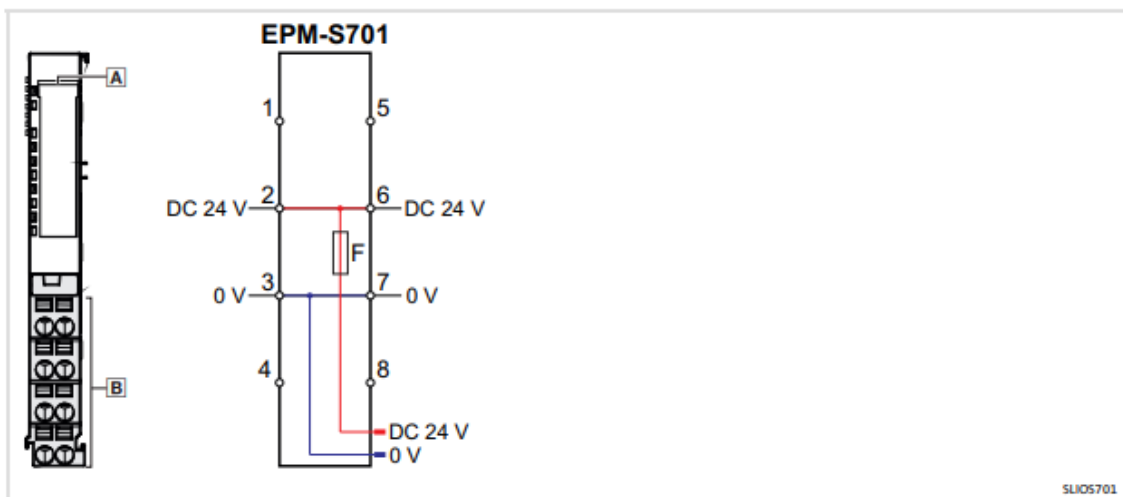 EPM-S701
A
1 5
2 6
DC 24 V DC 24 V
F
3 7
0 V 0 V
4 8
B
DC 24 V
0 V
SLIOS701